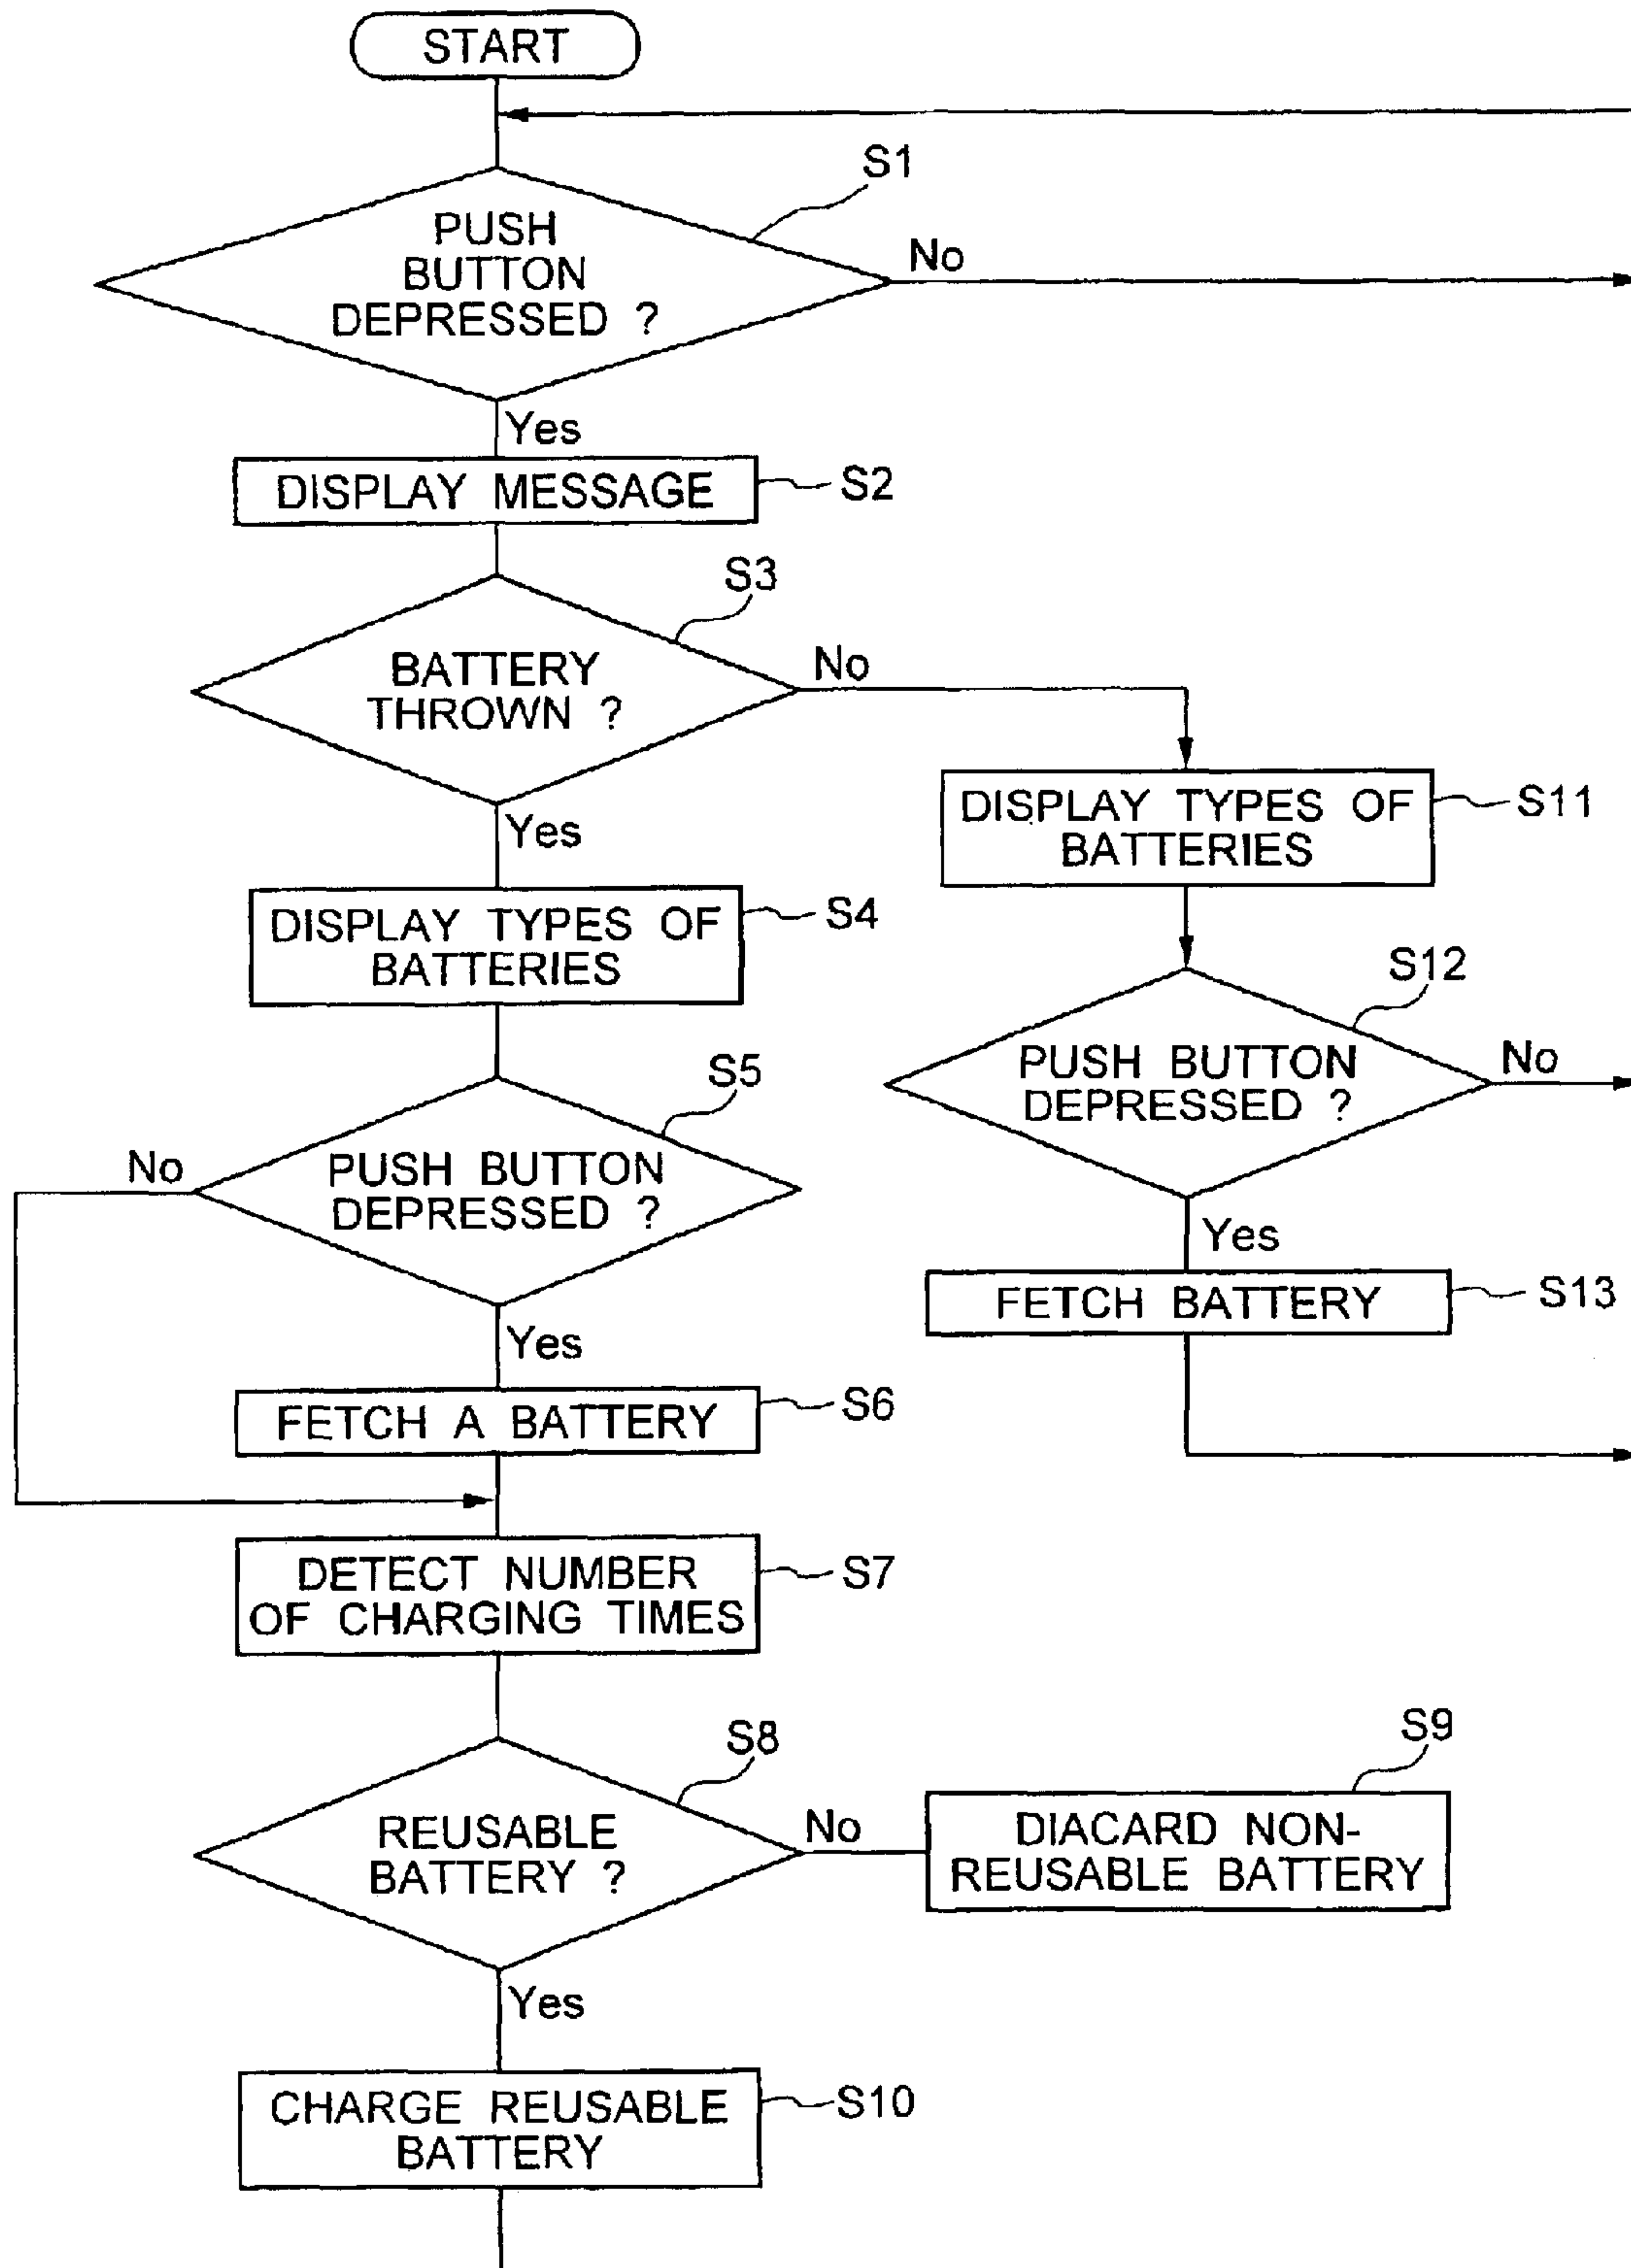 START
S1
PUSH
BUTTON
DEPRESSED ?
No
Yes
DISPLAY MESSAGE
S2
S3
BATTERY
THROWN ?
No
Yes
DISPLAY TYPES OF
BATTERIES
S11
DISPLAY TYPES OF
BATTERIES
S4
S12
PUSH BUTTON
DEPRESSED ?
No
S5
No
PUSH BUTTON
DEPRESSED ?
Yes
FETCH BATTERY
S13
Yes
FETCH A BATTERY
S6
DETECT NUMBER
OF CHARGING TIMES
S7
S8
REUSABLE
BATTERY ?
No
S9
DIACARD NON-
REUSABLE BATTERY
Yes
CHARGE REUSABLE
BATTERY
S10